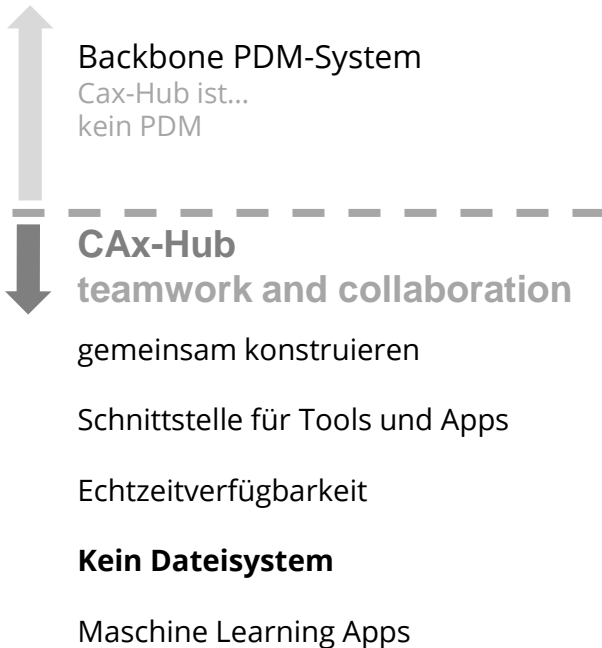 Backbone PDM-System
Cax-Hub ist...
kein PDM
CAx-Hub
teamwork and collaboration
gemeinsam konstruieren
Schnittstelle für Tools und Apps
Echtzeitverfügbarkeit
Kein Dateisystem
Maschine Learning Apps